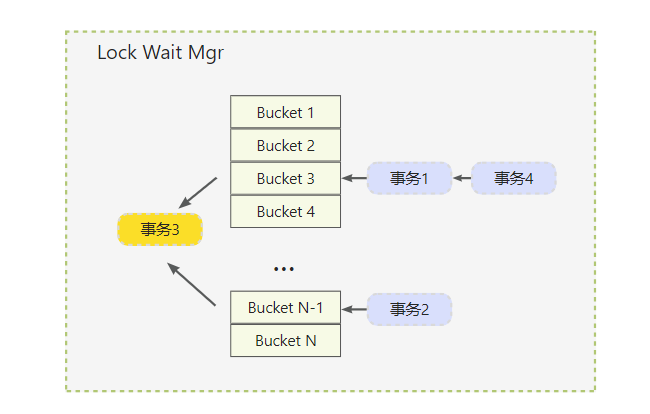 Lock Wait Mgr
Bucket 1
Bucket 2
Bucket 3
事务1
事务4
Bucket 4
事务3
...
Bucket N-1
事务2
Bucket N